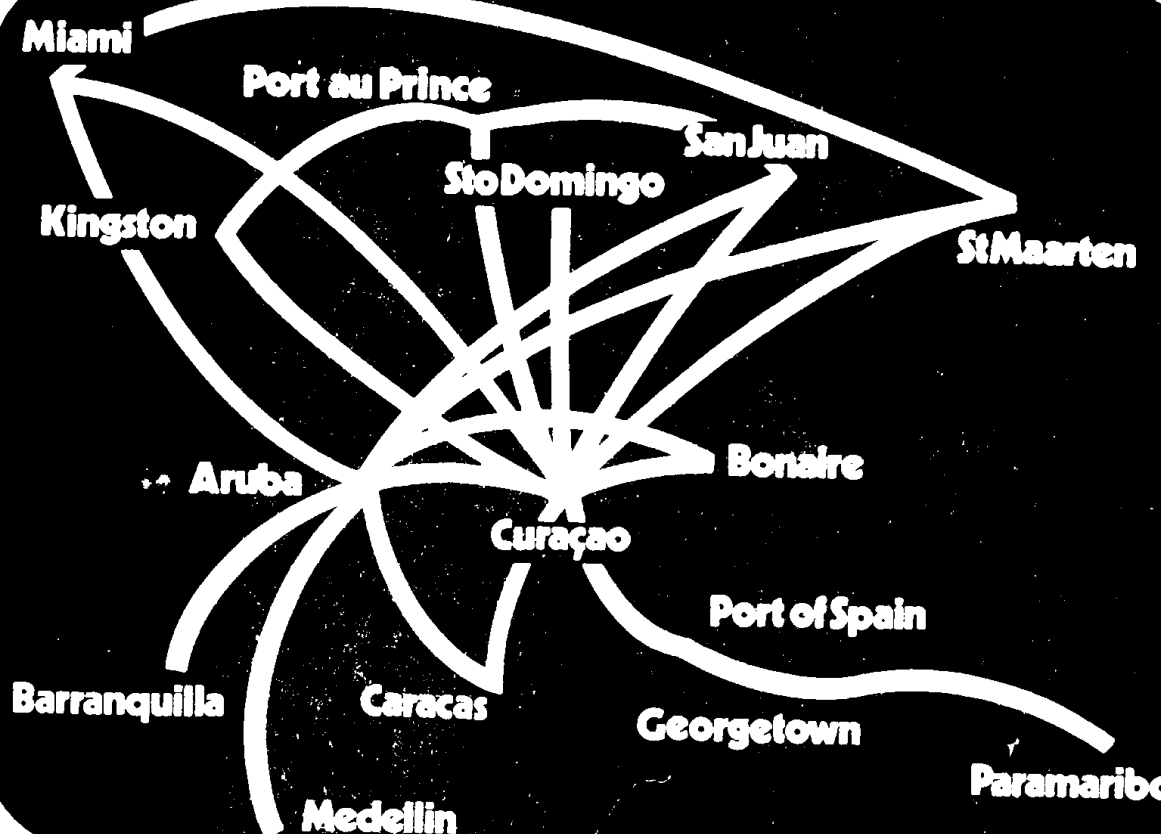 Miami
Port au Prince
San Juan
Sto Domingo
Kingston
St Maarten
Bonaire
Aruba
Curaçao
Port of Spain
Barranquilla
Caracas
Georgetown
Paramaribo
Medellin